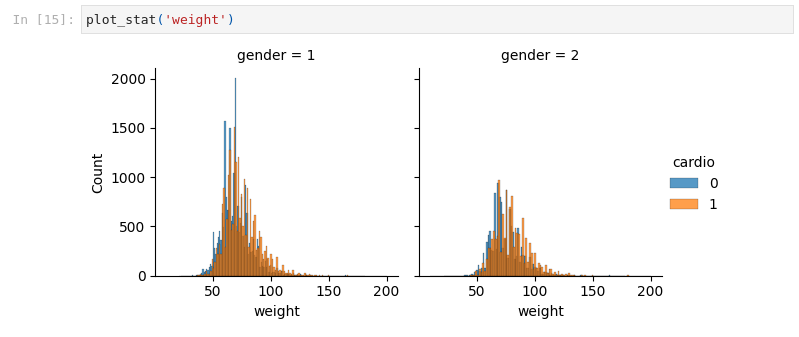 In [15]: plot_stat('weight')
gender = 1 gender = 2
2000
1500
1000
500
0
Count
50 100 150 200 50 100 150 200
weight weight
cardio
0
1